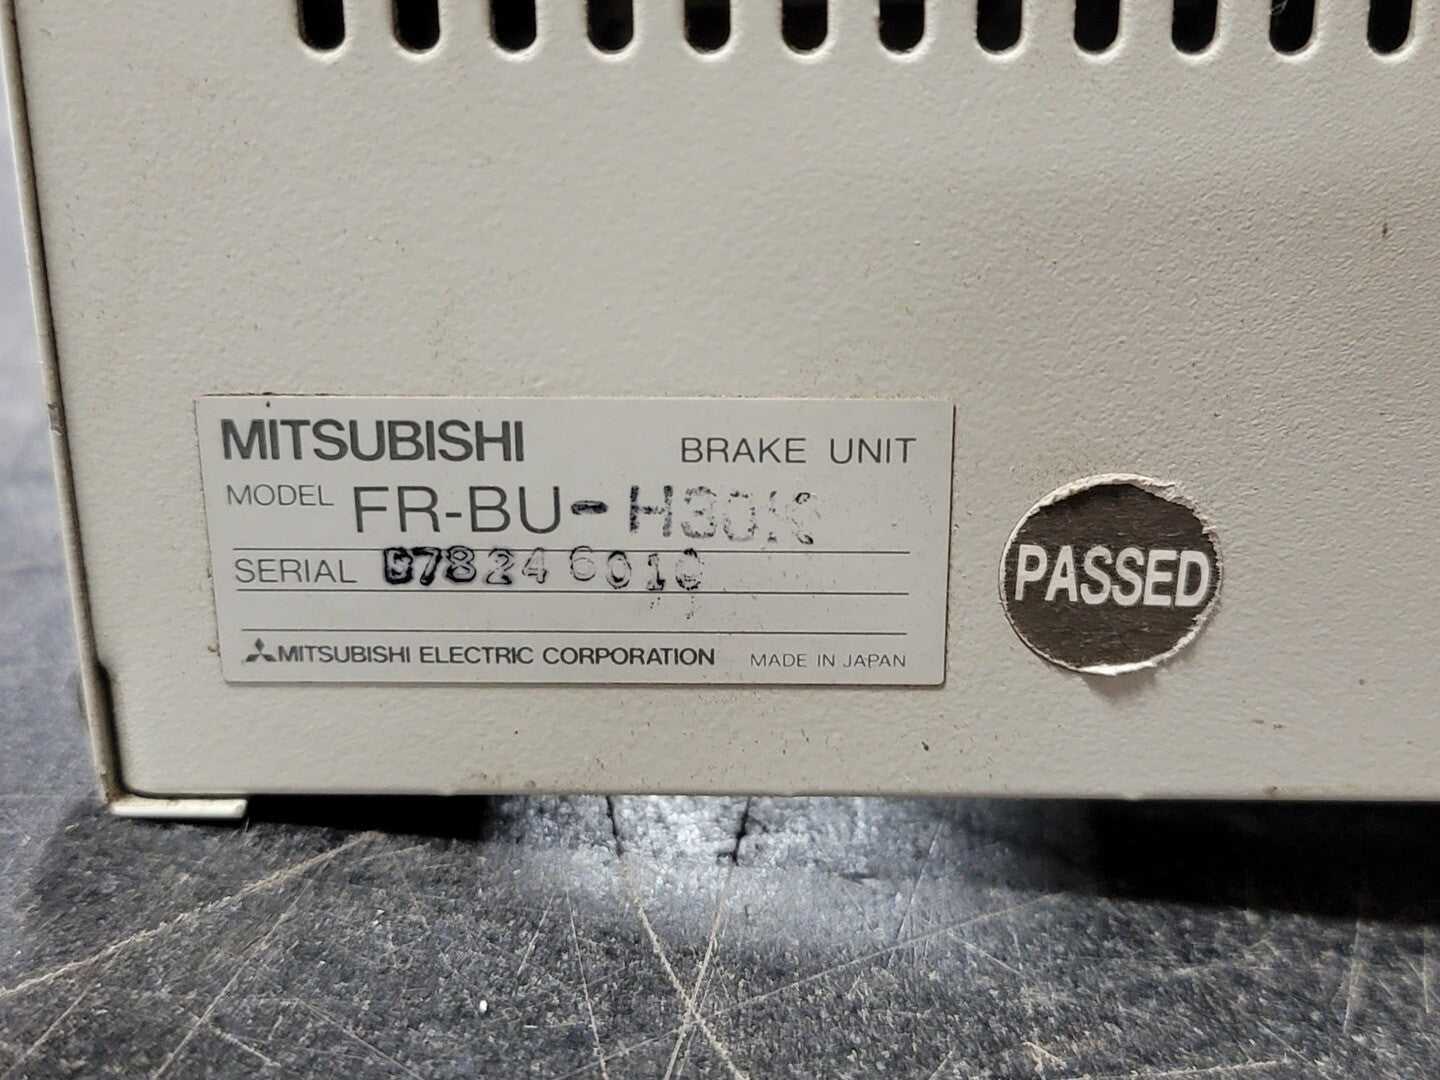 MITSUBISHI BRAKE UNIT
MODEL FR-BU-H30K
SERIAL
MITSUBISHI ELECTRIC CORPORATION MADE IN JAPAN
PASSED